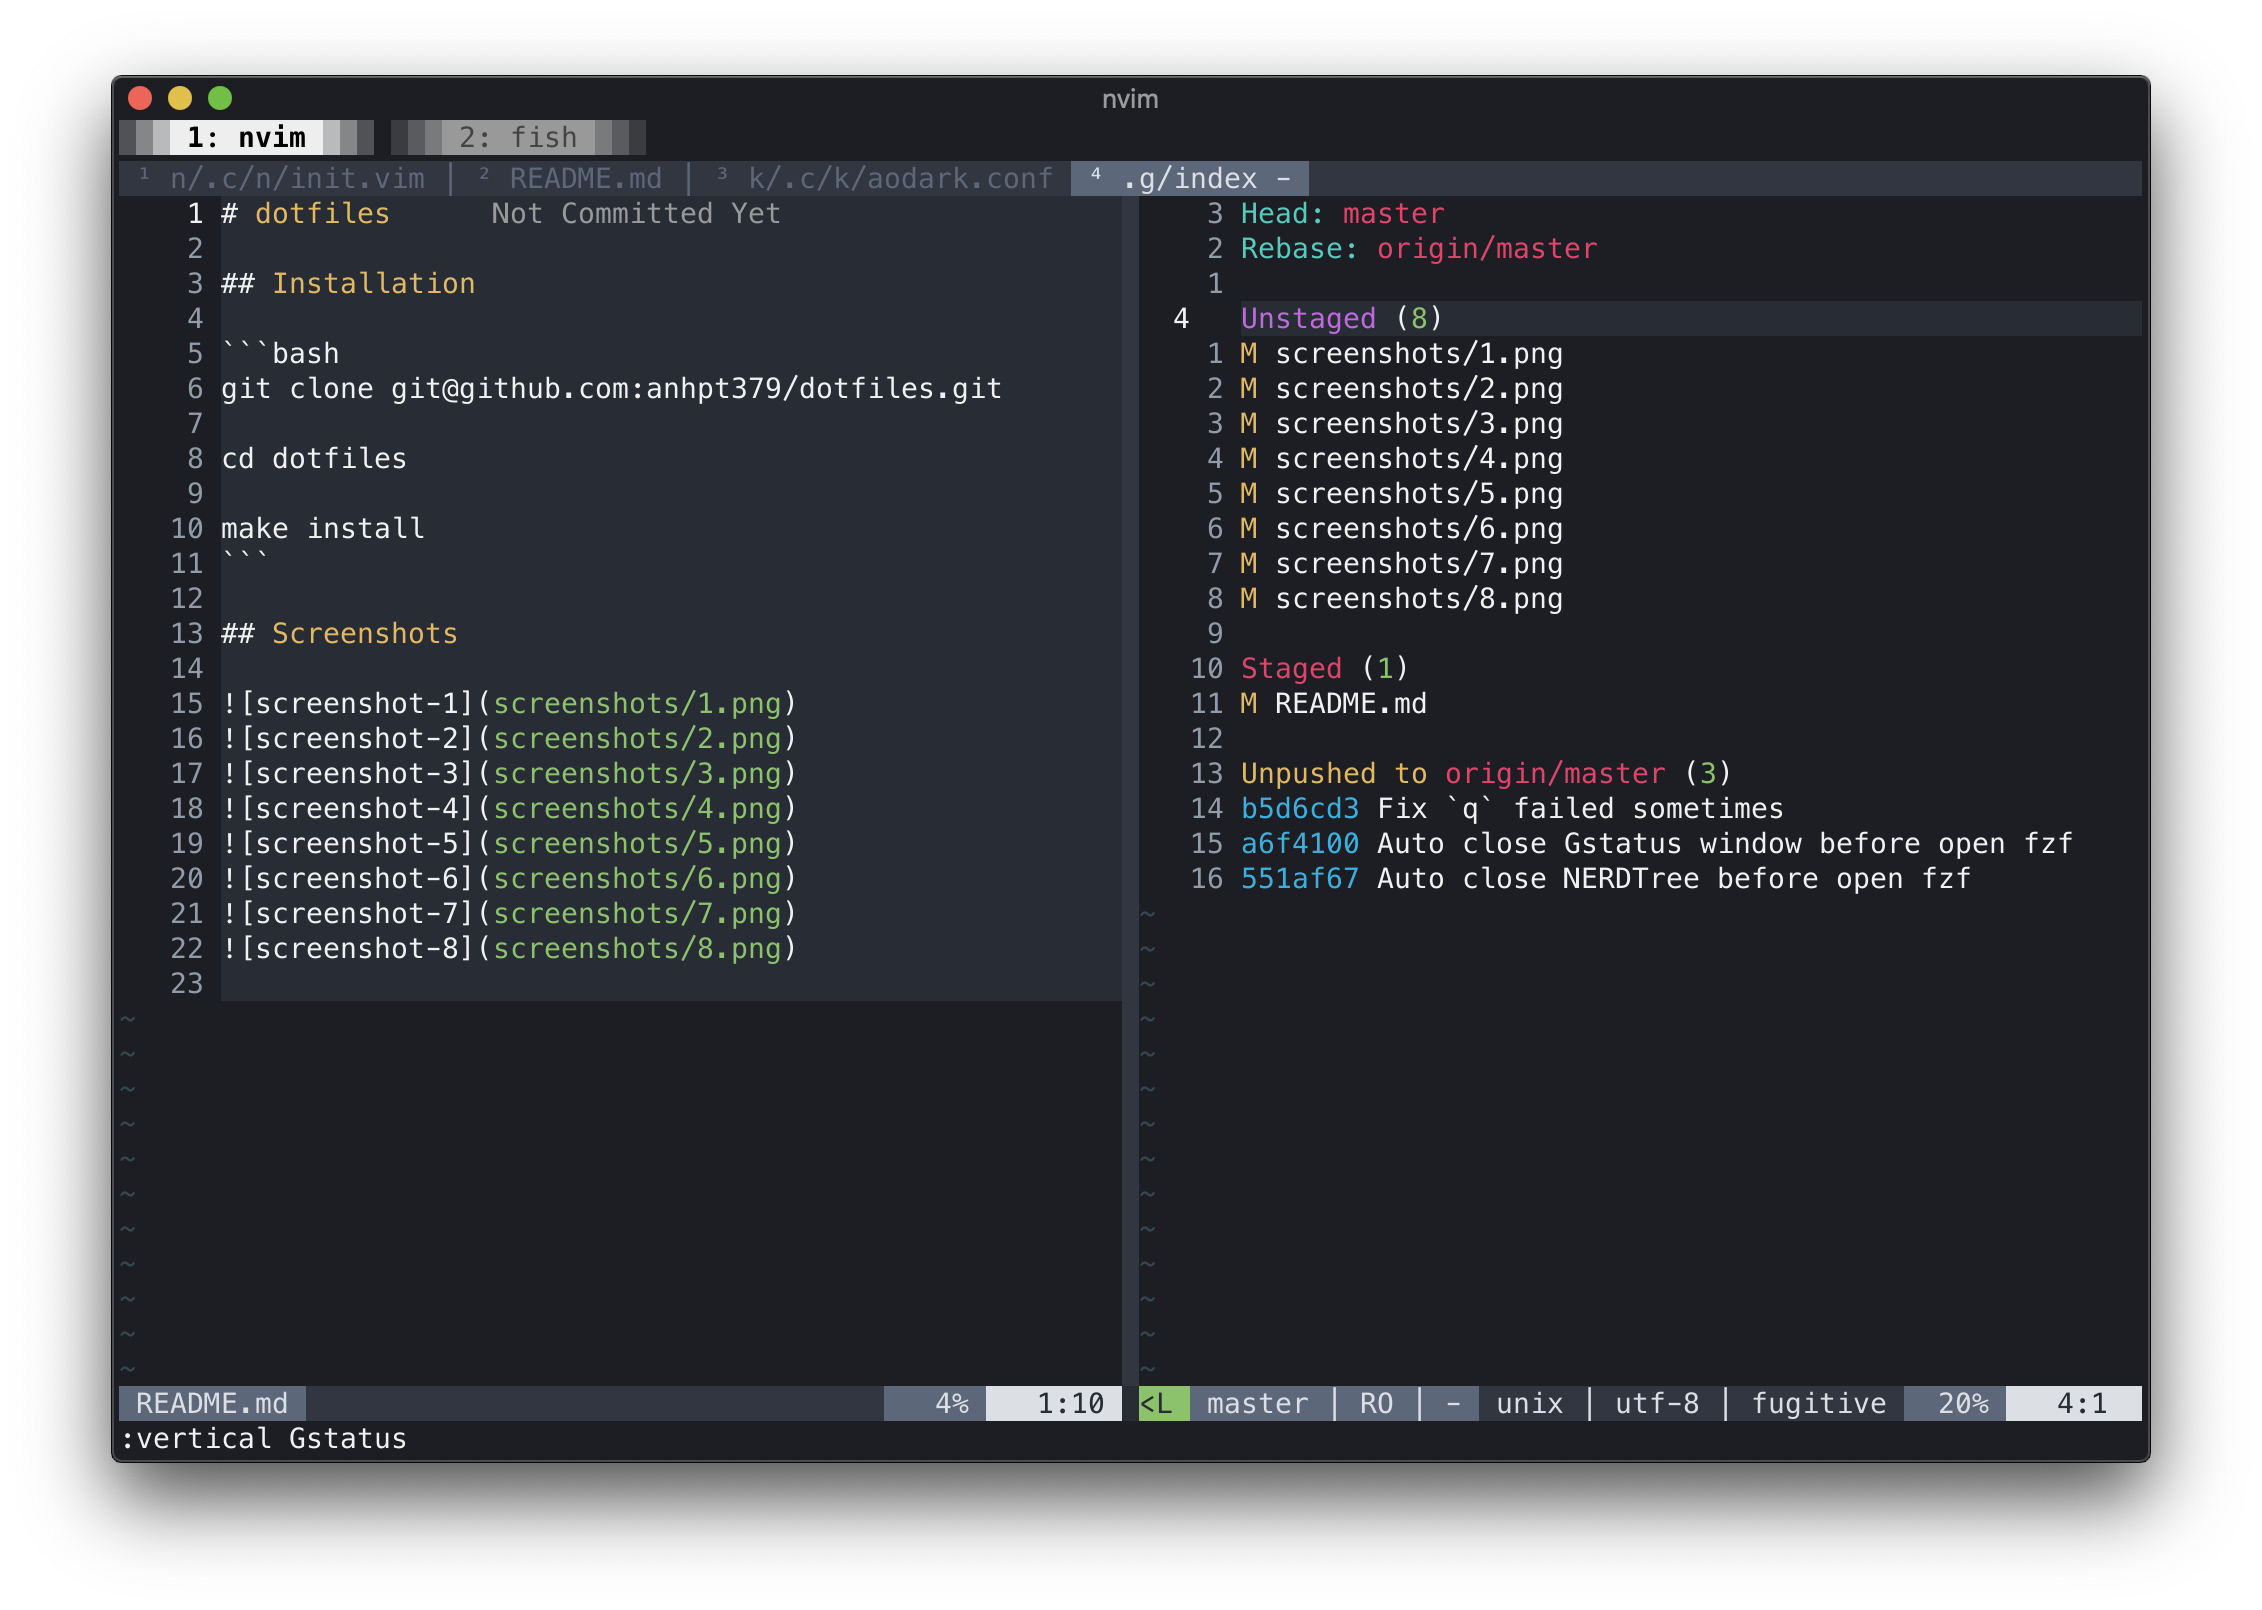 nvim
1: nvim 2: fish
¹ n/.c/n/init.vim | ² README.md | ³ k/.c/k/aodark.conf ⁴ .g/index -
1 # dotfiles Not Committed Yet
2
3 ## Installation
4
5 ```bash
6 git clone git@github.com:anhpt379/dotfiles.git
7
8 cd dotfiles
9
10 make install
11 ```
12
13 ## Screenshots
14
15 ![screenshot-1](screenshots/1.png)
16 ![screenshot-2](screenshots/2.png)
17 ![screenshot-3](screenshots/3.png)
18 ![screenshot-4](screenshots/4.png)
19 ![screenshot-5](screenshots/5.png)
20 ![screenshot-6](screenshots/6.png)
21 ![screenshot-7](screenshots/7.png)
22 ![screenshot-8](screenshots/8.png)
23
~
~
~
~
~
~
~
~
~
~
~
README.md 4% 1:10
3 Head: master
2 Rebase: origin/master
1
4 Unstaged (8)
1 M screenshots/1.png
2 M screenshots/2.png
3 M screenshots/3.png
4 M screenshots/4.png
5 M screenshots/5.png
6 M screenshots/6.png
7 M screenshots/7.png
8 M screenshots/8.png
9
10 Staged (1)
11 M README.md
12
13 Unpushed to origin/master (3)
14 b5d6cd3 Fix `q` failed sometimes
15 a6f4100 Auto close Gstatus window before open fzf
16 551af67 Auto close NERDTree before open fzf
~
~
~
~
~
~
~
~
~
~
~
~
~
~
<L master | RO | - unix | utf-8 | fugitive 20% 4:1
:vertical Gstatus